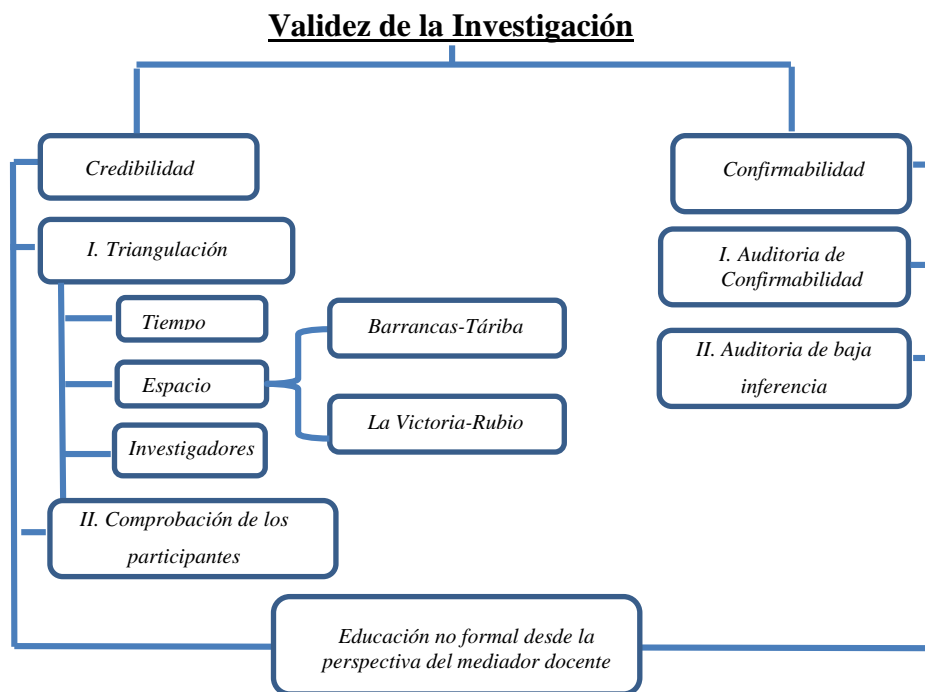 Validez de la Investigación
Credibilidad
I. Triangulación
Tiempo
Espacio
Investigadores
Barrancas-Táriba
La Victoria-Rubio
II. Comprobación de los
participantes
Confirmabilidad
I. Auditoria de
Confirmabilidad
II. Auditoria de baja
inferencia
Educación no formal desde la
perspectiva del mediador docente